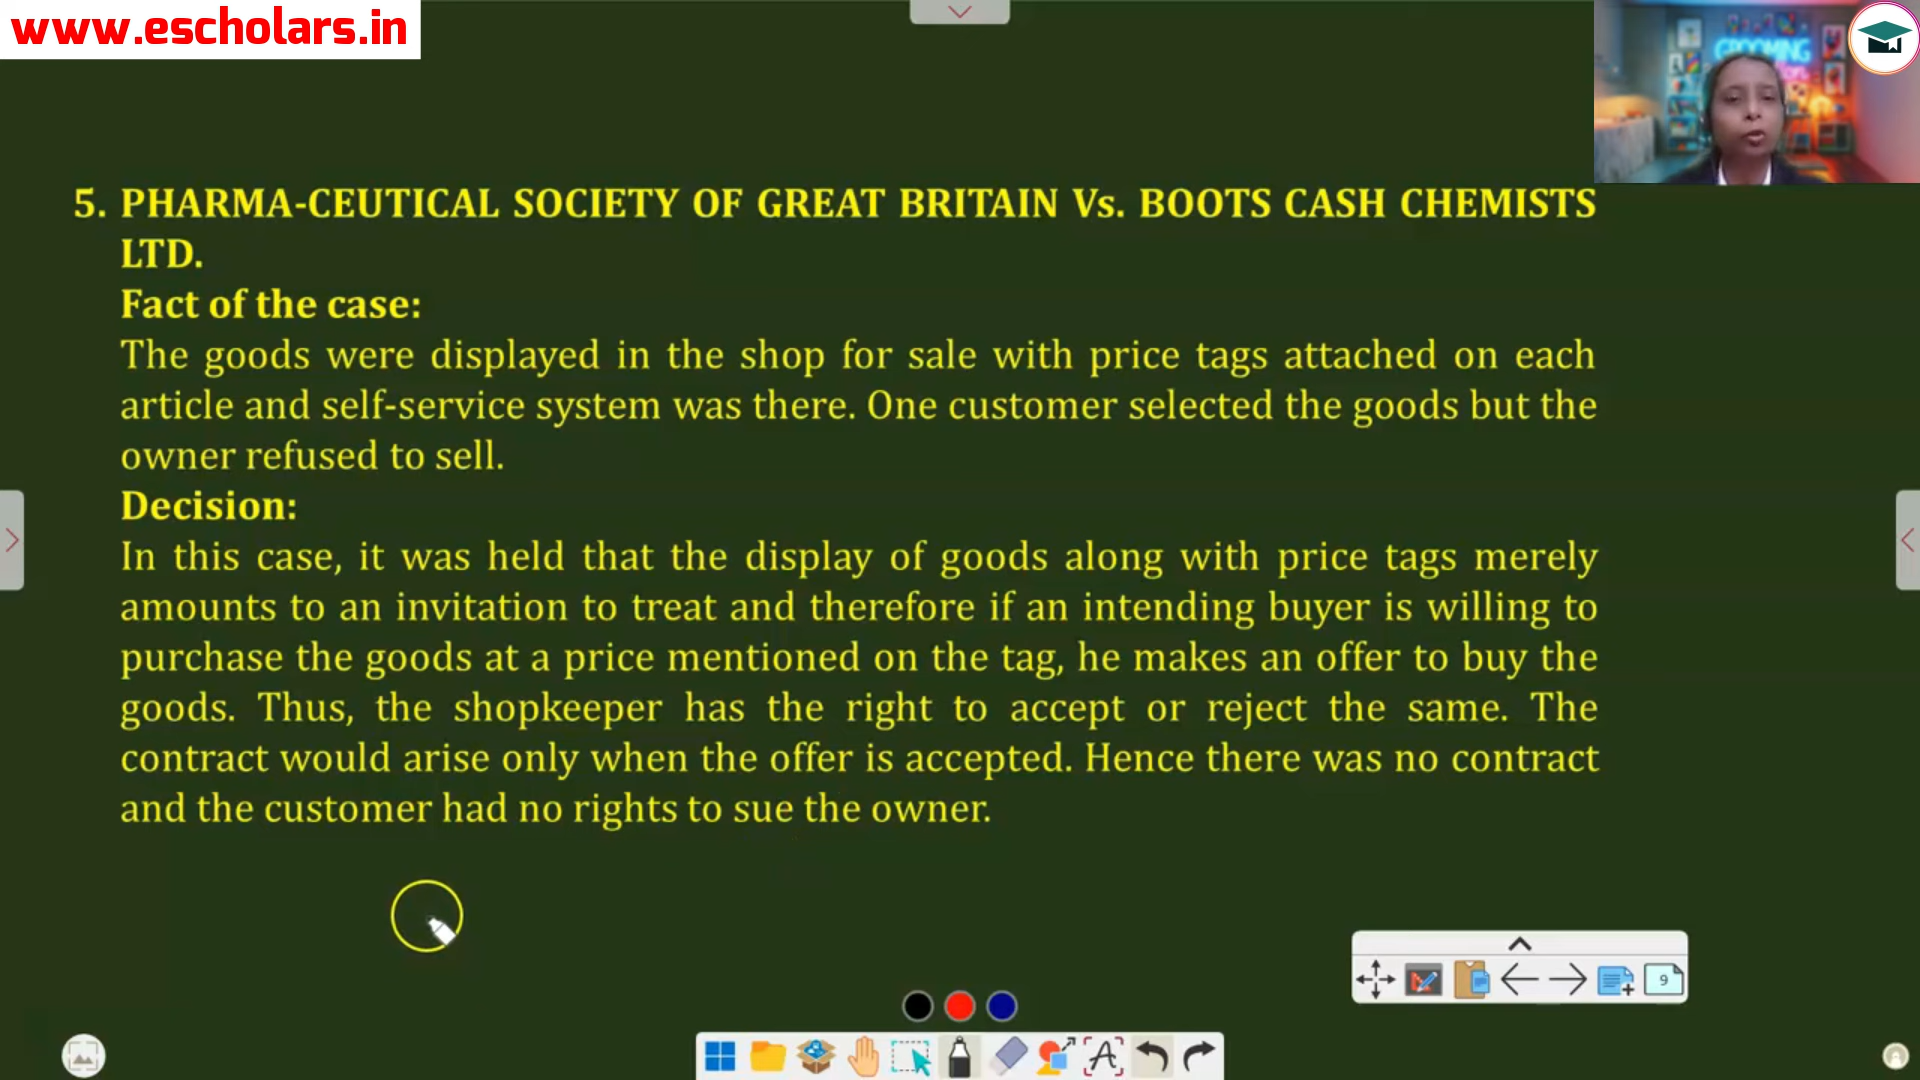 www.escholars.in
GROOMING
5. PHARMA-CEUTICAL SOCIETY OF GREAT BRITAIN Vs. BOOTS CASH CHEMISTS
LTD.
Fact of the case:
The goods were displayed in the shop for sale with price tags attached on each
article and self-service system was there. One customer selected the goods but the
owner refused to sell.
Decision:
In this case, it was held that the display of goods along with price tags merely
amounts to an invitation to treat and therefore if an intending buyer is willing to
purchase the goods at a price mentioned on the tag, he makes an offer to buy the
goods. Thus, the shopkeeper has the right to accept or reject the same. The
contract would arise only when the offer is accepted. Hence there was no contract
and the customer had no rights to sue the owner.
9